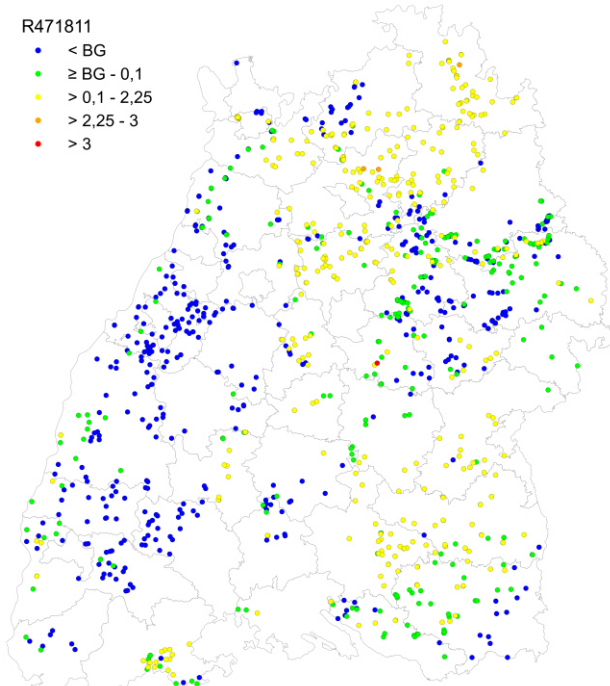 R471811
< BG
≥ BG - 0,1
> 0,1 - 2,25
> 2,25 - 3
> 3